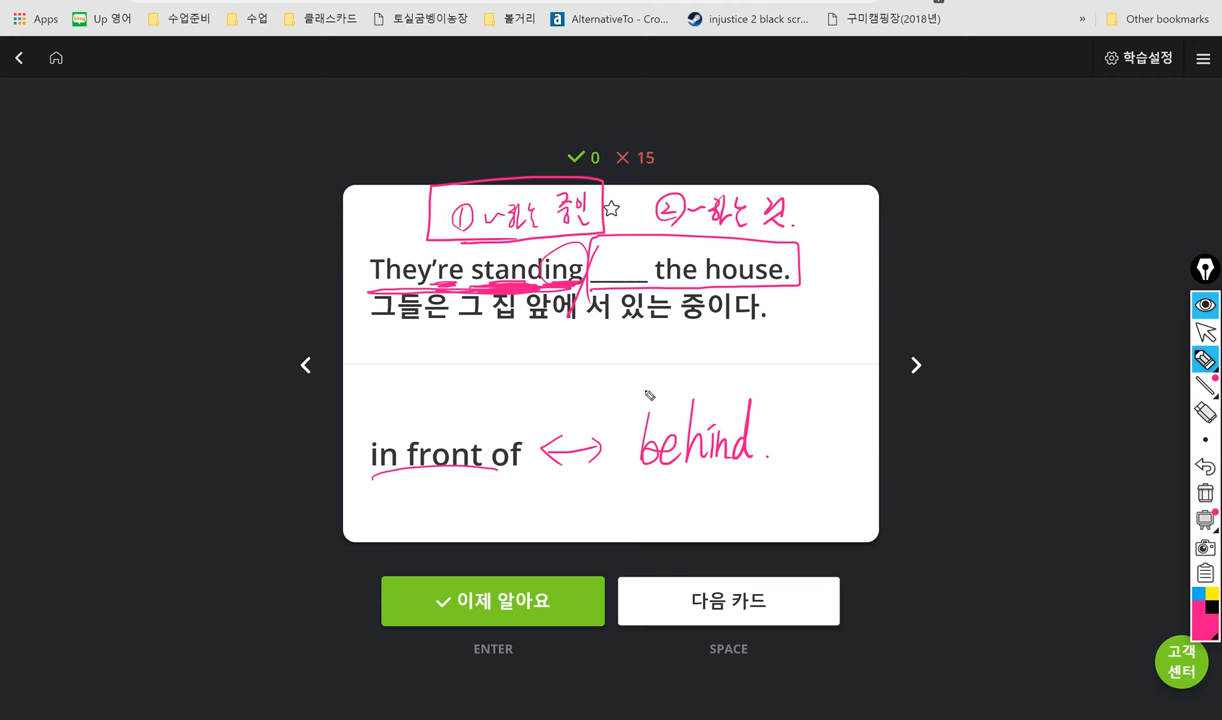 Apps Up 영어 수업준비 수업 클래스카드 토실굼벵이농장 볼거리 AlternativeTo - Cro... injustice 2 black scr... 구미캠핑장(2018년) » Other bookmarks
학습설정
0 15
① ~하는 중인 ② ~하는 것.
They're standing _____ the house.
그들은 그 집 앞에 서 있는 중이다.
in front of ↔ behind.
이제 알아요 다음 카드
ENTER SPACE
고객
센터